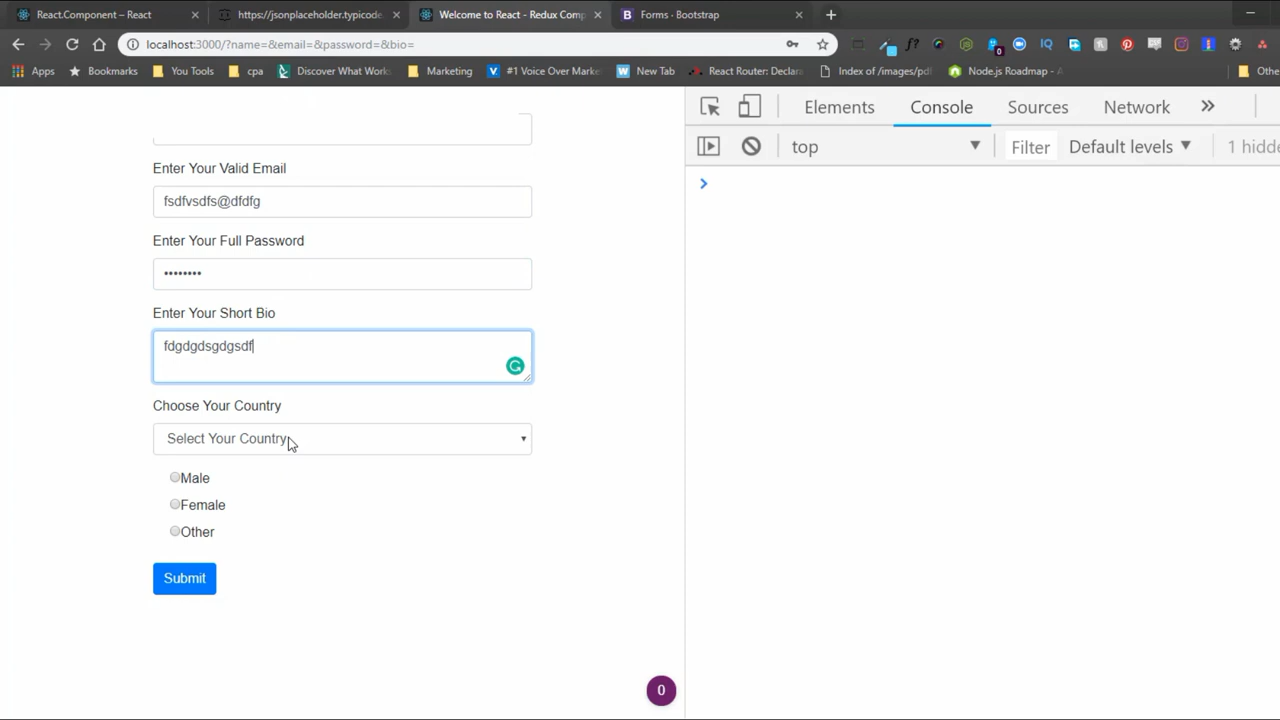 React.Component – React
https://jsonplaceholder.typicode
Welcome to React - Redux Comp
B Forms · Bootstrap
localhost:3000/?name=&email=&password=&bio=
f?
0
IQ
Apps
Bookmarks
You Tools
cpa
Discover What Work
Marketing
V #1 Voice Over Marke
W New Tab
React Router: Declara
Index of /images/pdf
Node.js Roadmap - A
Othe
Elements
Console
Sources
Network
»
top
Filter
Default levels
1 hidde
Enter Your Valid Email
fsdfvsdfs@dfdfg
Enter Your Full Password
••••••••
Enter Your Short Bio
fdgdgdsgdgsdf
Choose Your Country
Select Your Country
Male
Female
Other
Submit
0